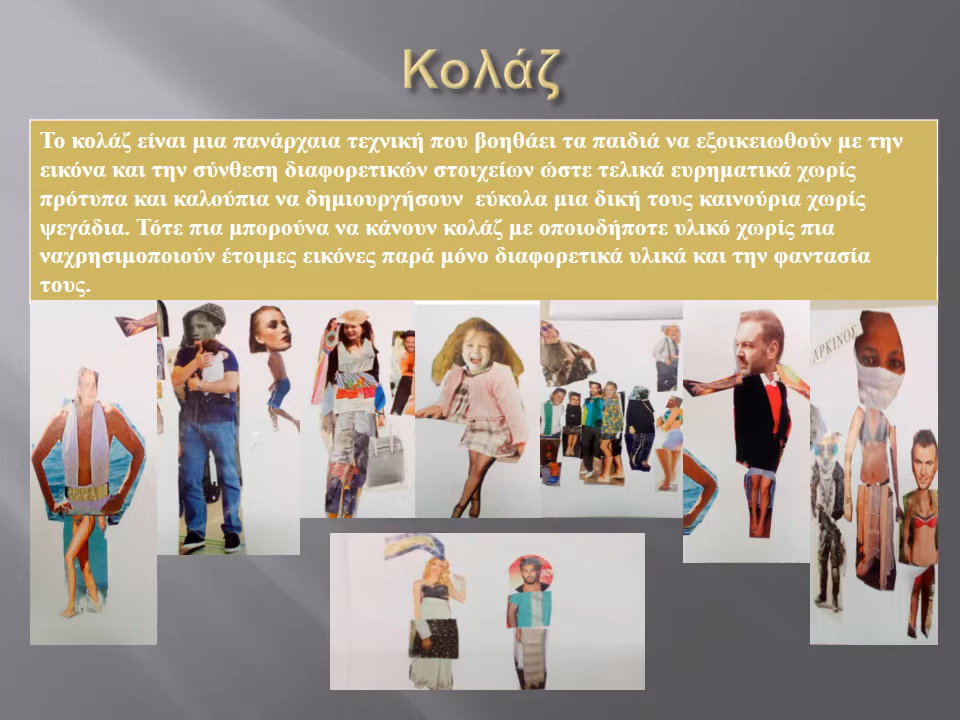 Κολάζ
Το κολάζ είναι μια πανάρχαια τεχνική που βοηθάει τα παιδιά να εξοικειωθούν με την
εικόνα και την σύνθεση διαφορετικών στοιχείων ώστε τελικά ευρηματικά χωρίς
πρότυπα και καλούπια να δημιουργήσουν  εύκολα μια δική τους καινούρια χωρίς
ψεγάδια. Τότε πια μπορούνα να κάνουν κολάζ με οποιοδήποτε υλικό χωρίς πια
ναχρησιμοποιούν έτοιμες εικόνες παρά μόνο διαφορετικά υλικά και την φαντασία
τους.
ΑΡΚΙΝΟΣ